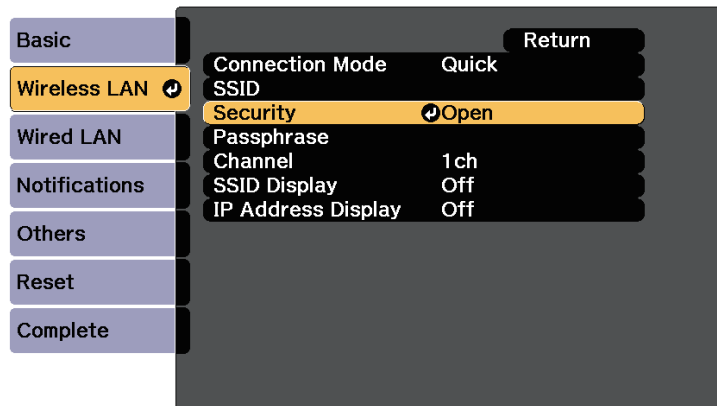 Basic
Wireless LAN
Wired LAN
Notifications
Others
Reset
Complete
Return
Connection Mode Quick
SSID
Security Open
Passphrase
Channel 1ch
SSID Display Off
IP Address Display Off